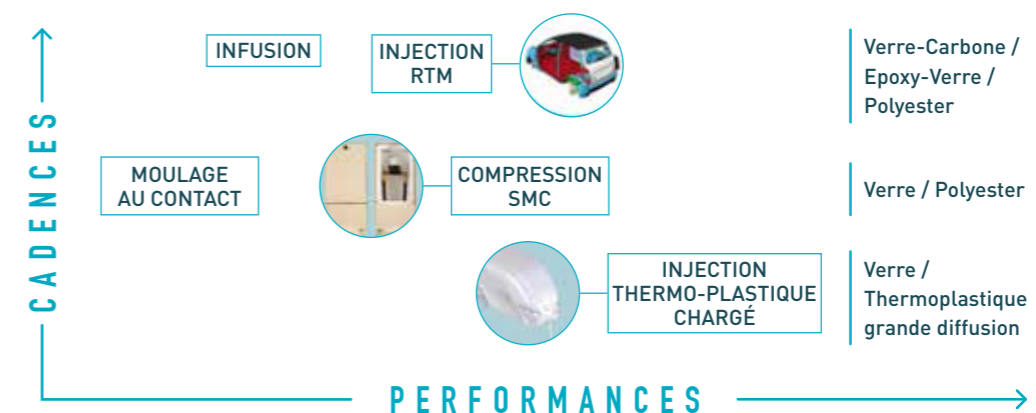 INFUSION
INJECTION
RTM
Verre-Carbone /
Epoxy-Verre /
Polyester
MOULAGE
AU CONTACT
COMPRESSION
SMC
Verre / Polyester
INJECTION
THERMO-PLASTIQUE
CHARGÉ
Verre /
Thermoplastique
grande diffusion
CADENCES
PERFORMANCES